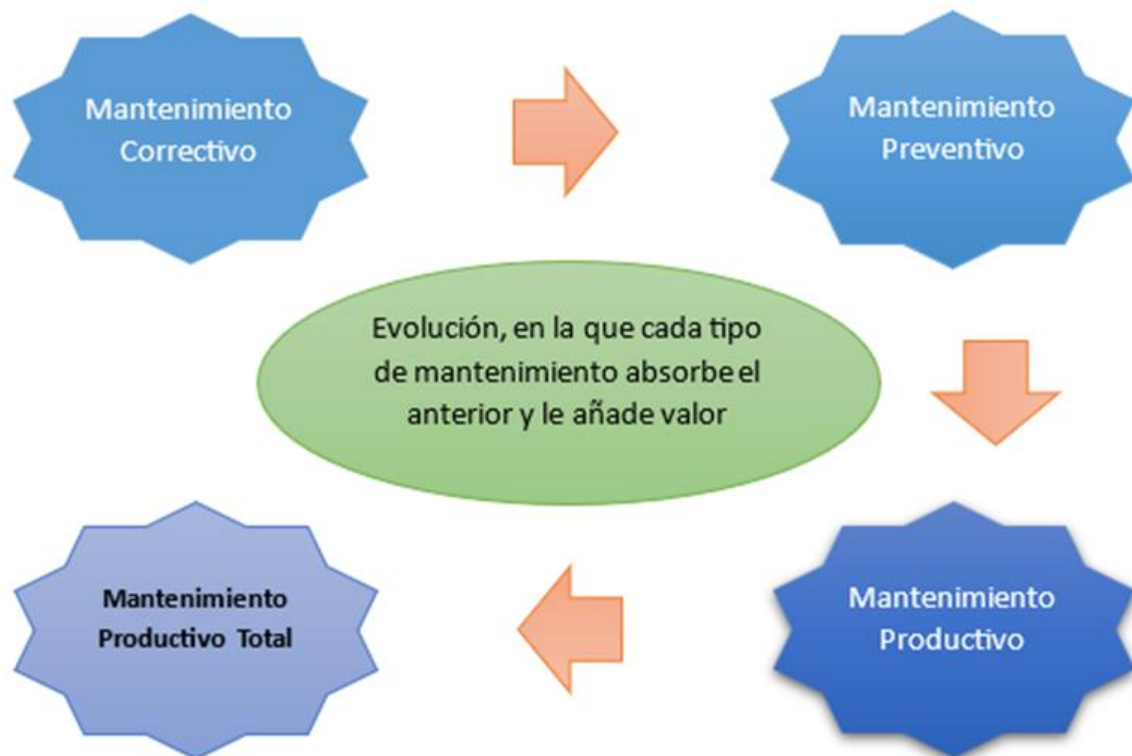 Mantenimiento
Correctivo
Mantenimiento
Preventivo
Evolución, en la que cada tipo
de mantenimiento absorbe el
anterior y le añade valor
Mantenimiento
Productivo Total
Mantenimiento
Productivo